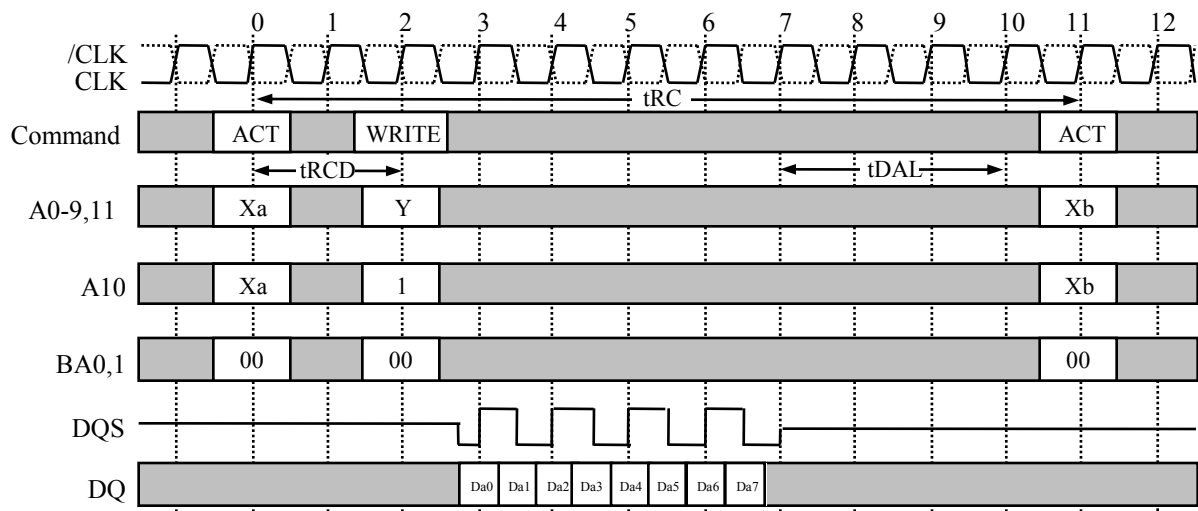 0 1 2 3 4 5 6 7 8 9 10 11 12
/CLK
CLK
tRC
Command ACT WRITE ACT
tRCD tDAL
A0-9,11 Xa Y Xb
A10 Xa 1 Xb
BA0,1 00 00 00
DQS
DQ Da0 Da1 Da2 Da3 Da4 Da5 Da6 Da7